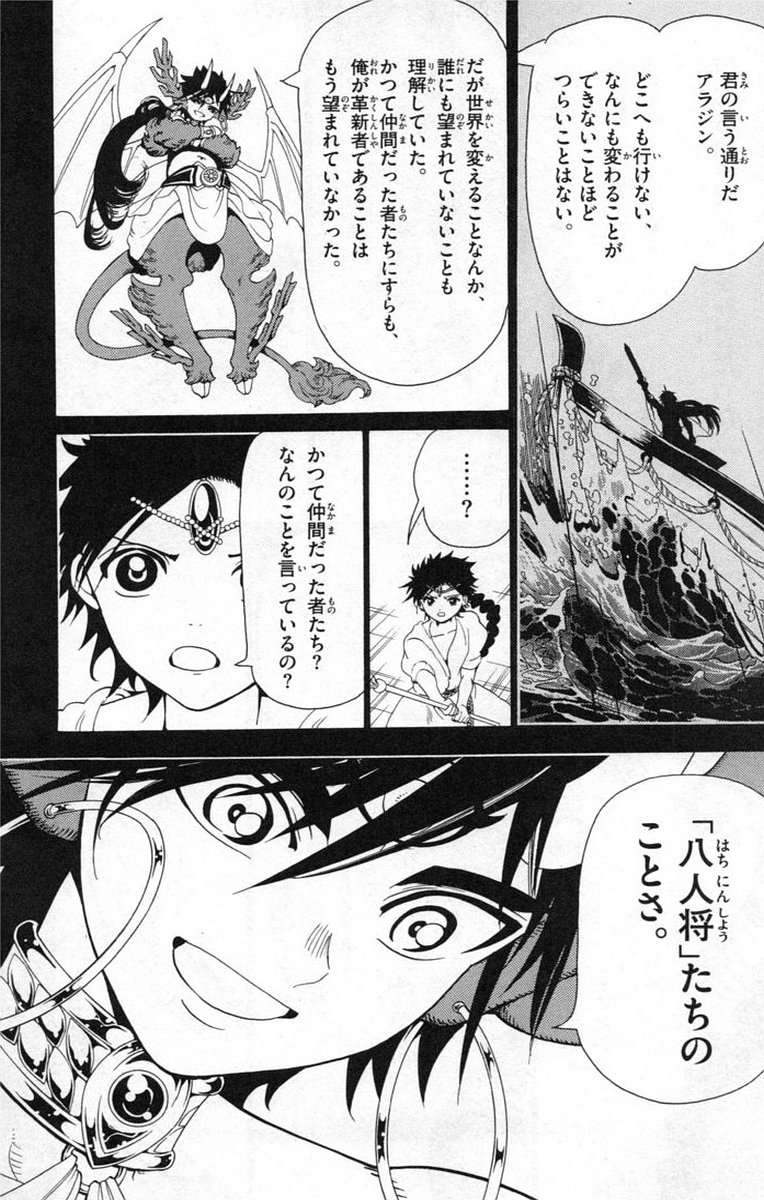 君の言う通りだ
アラジン。
どこへも行けない、
なんにも変わることが
できないことほど
つらいことはない。
だが世界を変えることなんか、
誰にも望まれていないことも
理解していた。
かつて仲間だった者たちにすらも、
俺が革新者であることは
もう望まれていなかった。
……?
かつて仲間だった者たち?
なんのことを言っているの?
「八人将」たちの
ことさ。